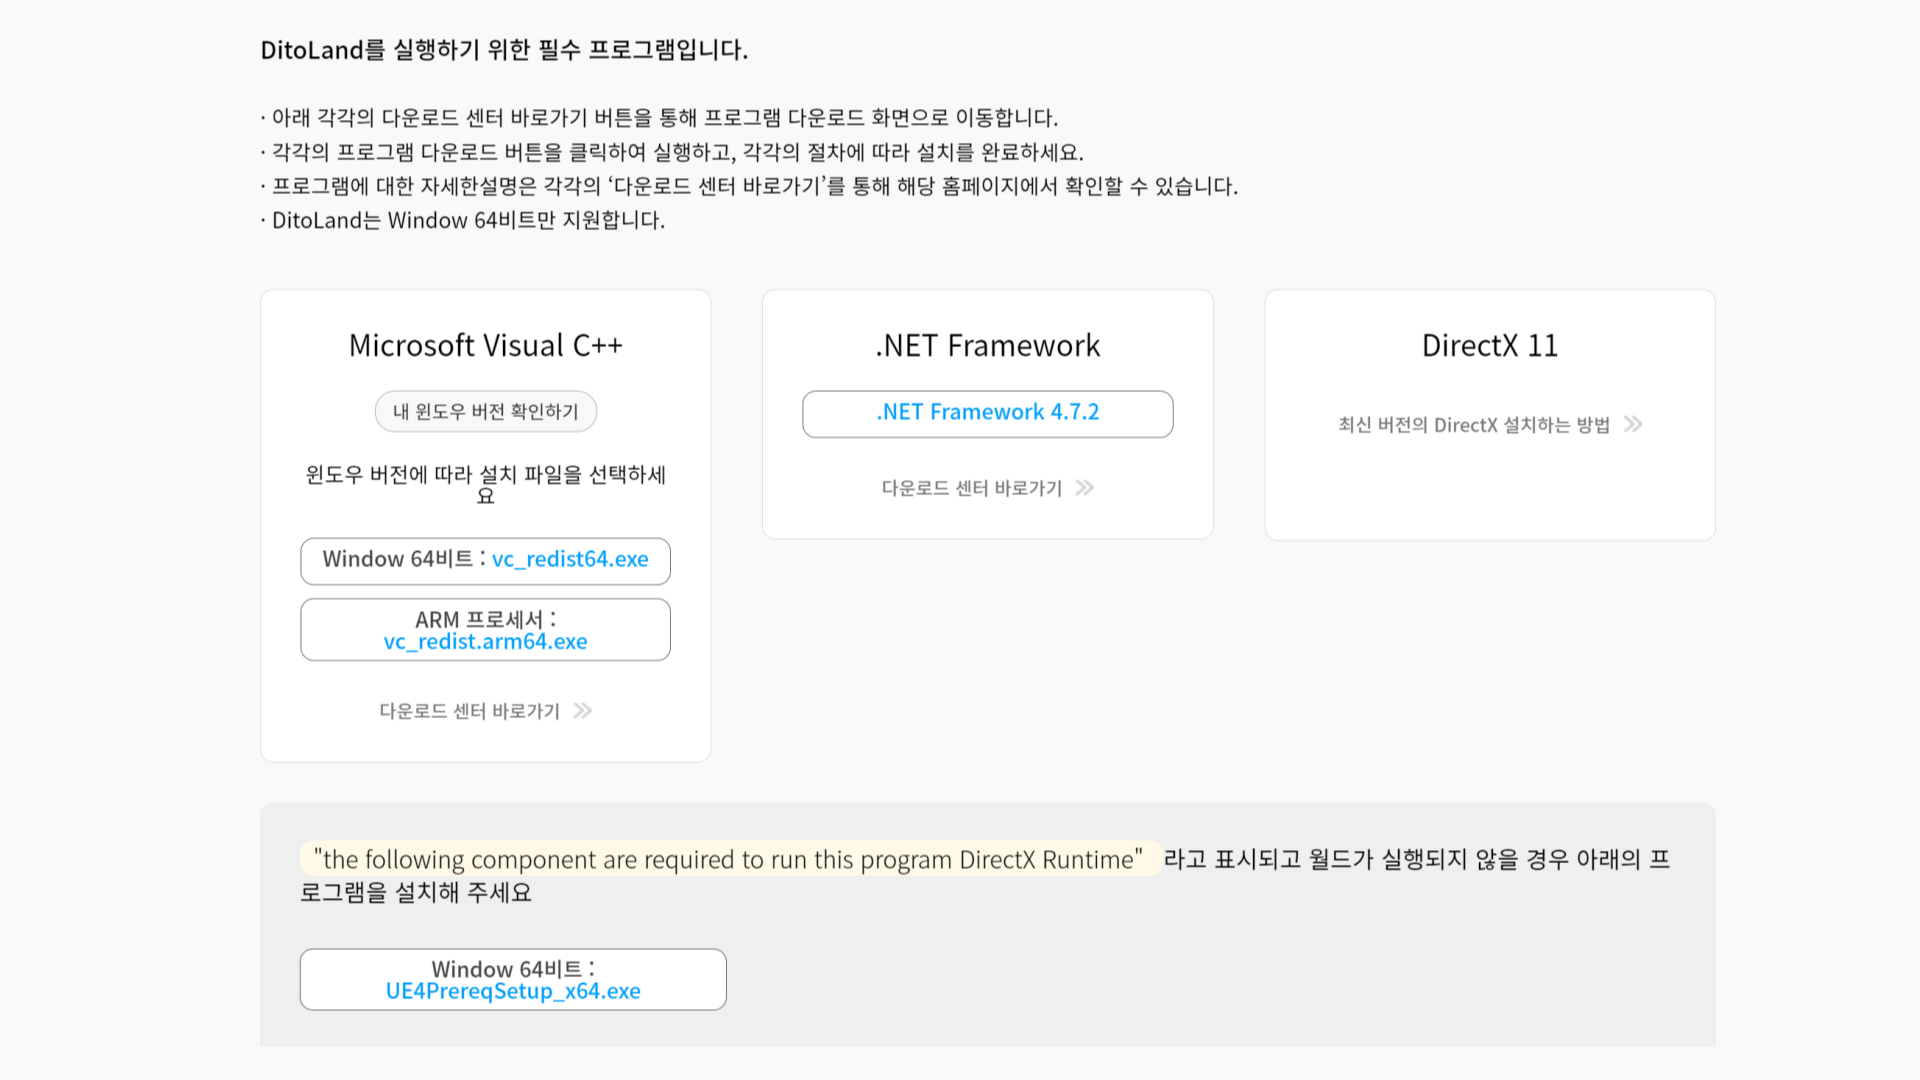 DitoLand를 실행하기 위한 필수 프로그램입니다.
· 아래 각각의 다운로드 센터 바로가기 버튼을 통해 프로그램 다운로드 화면으로 이동합니다.
· 각각의 프로그램 다운로드 버튼을 클릭하여 실행하고, 각각의 절차에 따라 설치를 완료하세요.
· 프로그램에 대한 자세한설명은 각각의 ‘다운로드 센터 바로가기’를 통해 해당 홈페이지에서 확인할 수 있습니다.
· DitoLand는 Window 64비트만 지원합니다.
Microsoft Visual C++
내 윈도우 버전 확인하기
윈도우 버전에 따라 설치 파일을 선택하세
요
Window 64비트 : vc_redist64.exe
ARM 프로세서 :
vc_redist.arm64.exe
다운로드 센터 바로가기
.NET Framework
.NET Framework 4.7.2
다운로드 센터 바로가기
DirectX 11
최신 버전의 DirectX 설치하는 방법
"the following component are required to run this program DirectX Runtime" 라고 표시되고 월드가 실행되지 않을 경우 아래의 프
로그램을 설치해 주세요
Window 64비트 :
UE4PrereqSetup_x64.exe